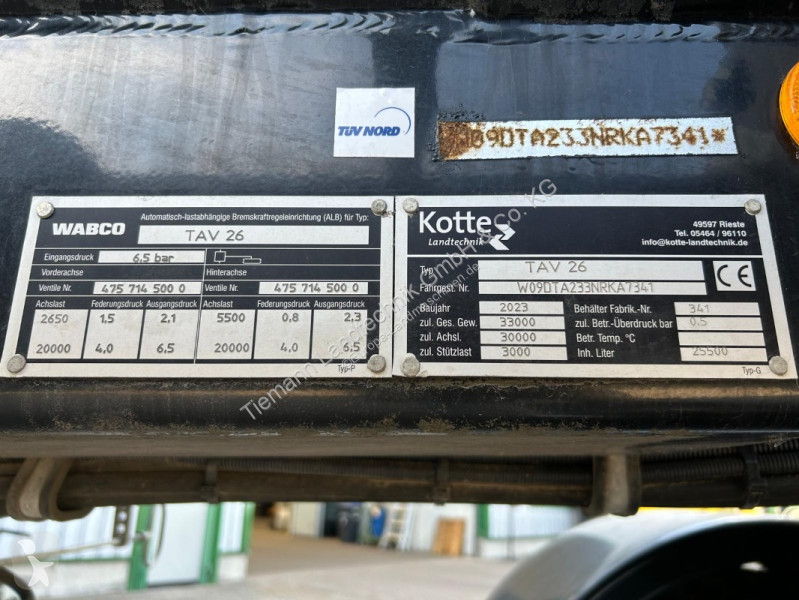 TÜV NORD
W09DTA233NRKA7341*
WABCO
Automatisch-lastabhängige Bremskraftregeleinrichtung (ALB) für Typ:
TAV 26
Eingangsdruck 6,5 bar
Vorderachse Hinterachse
Ventile Nr. 475 714 500 0 Ventile Nr. 475 714 500 0
Achslast Federungsdruck Ausgangsdruck Achslast Federungsdruck Ausgangsdruck
2650 1,5 2,1 5500 0,8 2,3
20000 4,0 6,5 20000 4,0 6,5
Typ-P
Kotte
Landtechnik
49597 Rieste
Tel. 05464 / 96110
info@kotte-landtechnik.de
Typ TAV 26
Fahrgest. Nr. W09DTA233NRKA7341
CE
Baujahr 2023 Behälter Fabrik.-Nr. 341
zul. Ges. Gew. 33000 zul. Betr.-Überdruck bar 0,5
zul. Achsl. 30000 Betr. Temp. °C
zul. Stützlast 3000 Inh. Liter 25500
Typ-G
Tiemann Landtechnik GmbH & Co. KG